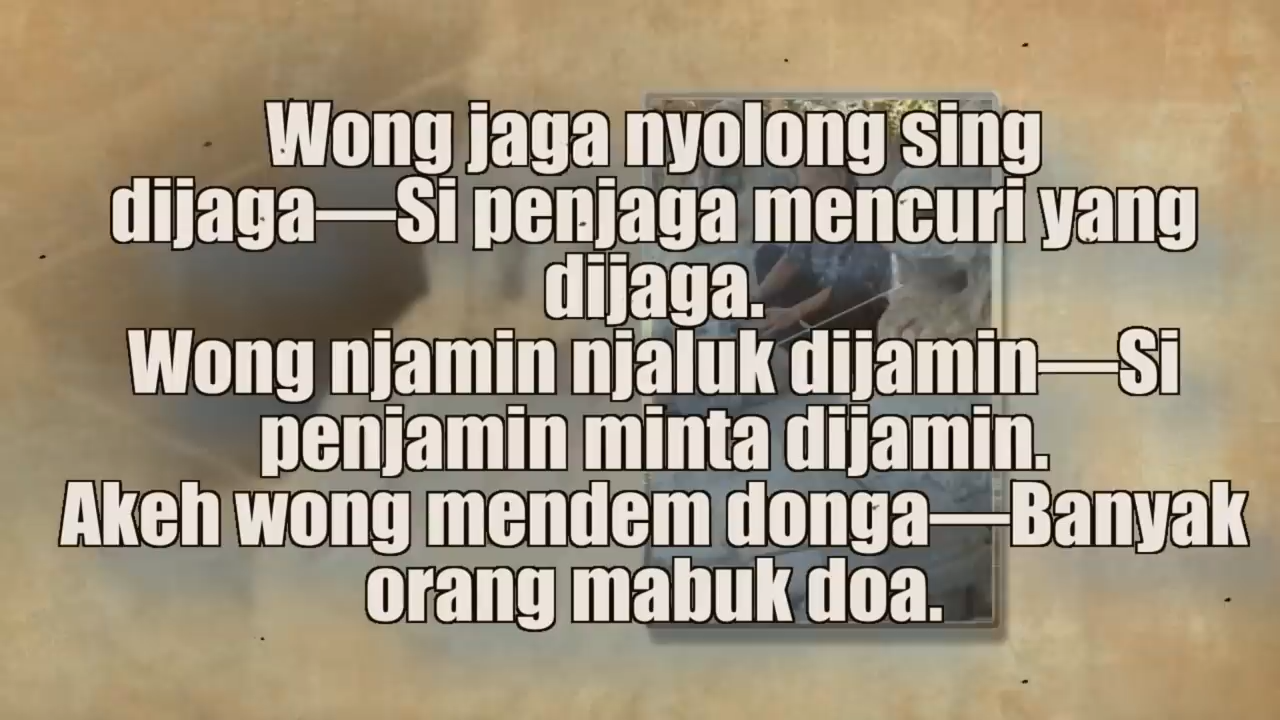 Wong jaga nyolong sing
dijaga—Si penjaga mencuri yang
dijaga.
Wong njamin njaluk dijamin—Si
penjamin minta dijamin.
Akeh wong mendem donga—Banyak
orang mabuk doa.